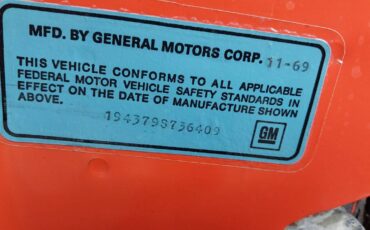 MFD. BY GENERAL MOTORS CORP. 11-69
THIS VEHICLE CONFORMS TO ALL APPLICABLE
FEDERAL MOTOR VEHICLE SAFETY STANDARDS IN
EFFECT ON THE DATE OF MANUFACTURE SHOWN
ABOVE.
194379B736409
GM